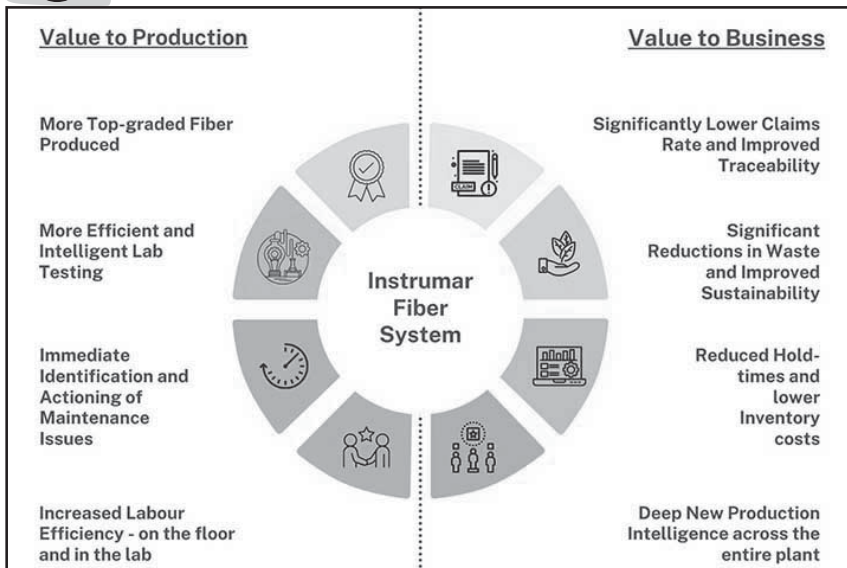 Value to Production
More Top-graded Fiber
Produced
More Efficient and
Intelligent Lab
Testing
Immediate
Identification and
Actioning of
Maintenance
Issues
Increased Labour
Efficiency - on the floor
and in the lab
Instrumar
Fiber
System
CLAIM
Value to Business
Significantly Lower Claims
Rate and Improved
Traceability
Significant
Reductions in Waste
and Improved
Sustainability
Reduced Hold-
times and
lower
Inventory
costs
Deep New Production
Intelligence across the
entire plant